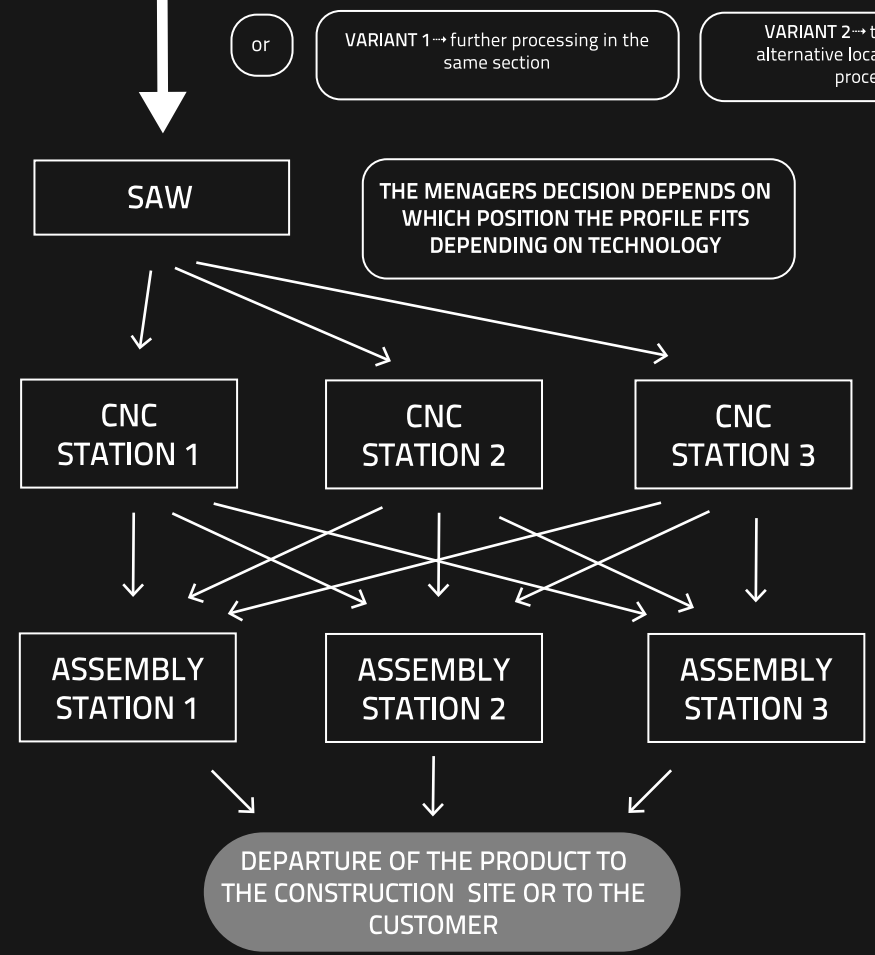 or
VARIANT 1⇢ further processing in the
same section
VARIANT 2⇢
alternative
SAW
THE MENAGERS DECISION DEPENDS ON
WHICH POSITION THE PROFILE FITS
DEPENDING ON TECHNOLOGY
CNC
STATION 1
CNC
STATION 2
CNC
STATION 3
ASSEMBLY
STATION 1
ASSEMBLY
STATION 2
ASSEMBLY
STATION 3
DEPARTURE OF THE PRODUCT TO
THE CONSTRUCTION SITE OR TO THE
CUSTOMER